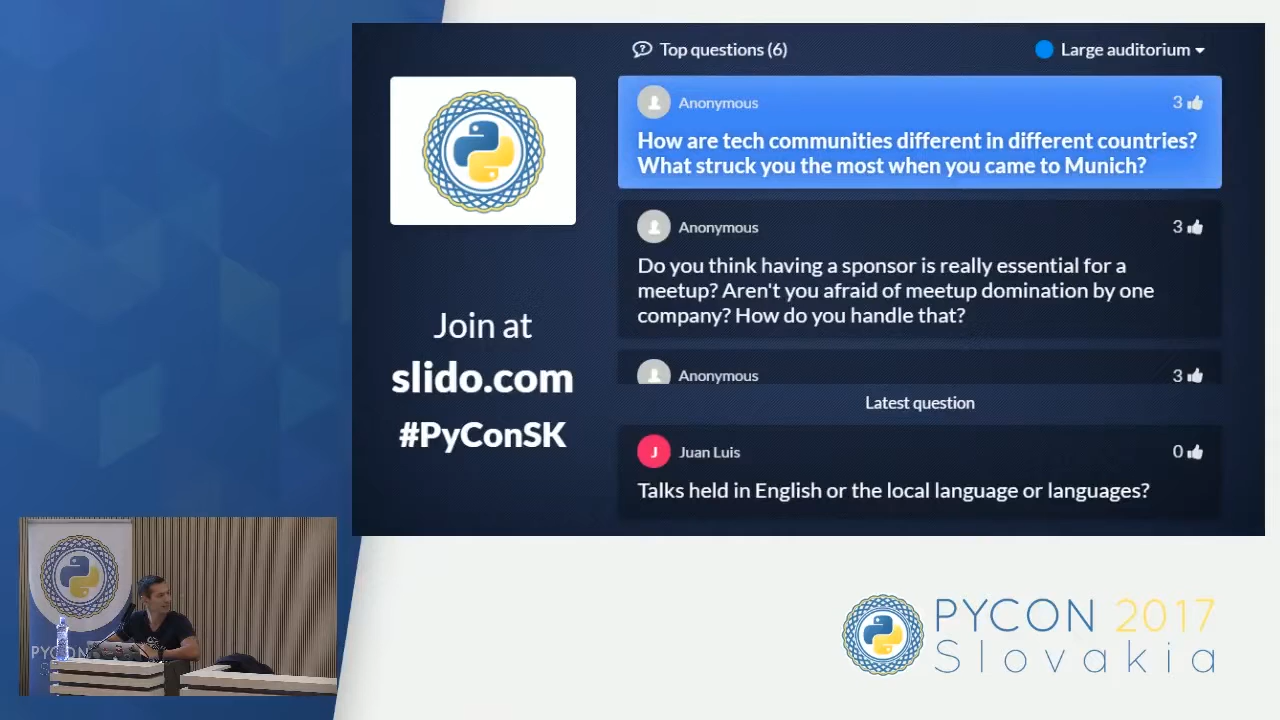 Top questions (6)
Large auditorium
Anonymous
3
How are tech communities different in different countries?
What struck you the most when you came to Munich?
Anonymous
3
Do you think having a sponsor is really essential for a
meetup? Aren't you afraid of meetup domination by one
company? How do you handle that?
Anonymous
3
Latest question
J
Juan Luis
0
Talks held in English or the local language or languages?
Join at
slido.com
#PyConSK
PYCON 2017
Slovakia